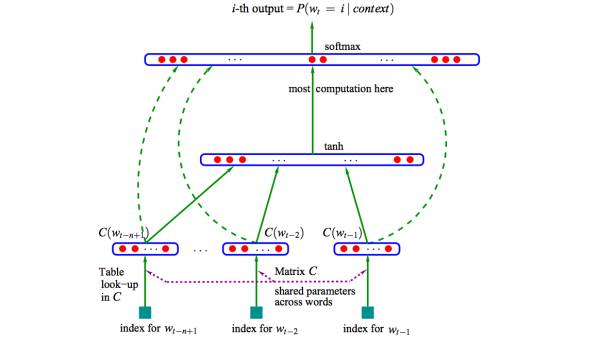 i-th output = P(w_t = i | context)
softmax
. . .
. . .
most computation here
tanh
. . .
. . .
C(w_{t−n+1})
C(w_{t−2})
C(w_{t−1})
. . .
. . .
. . .
. . .
Table
look−up
in C
Matrix C
shared parameters
across words
index for w_{t−n+1}
index for w_{t−2}
index for w_{t−1}